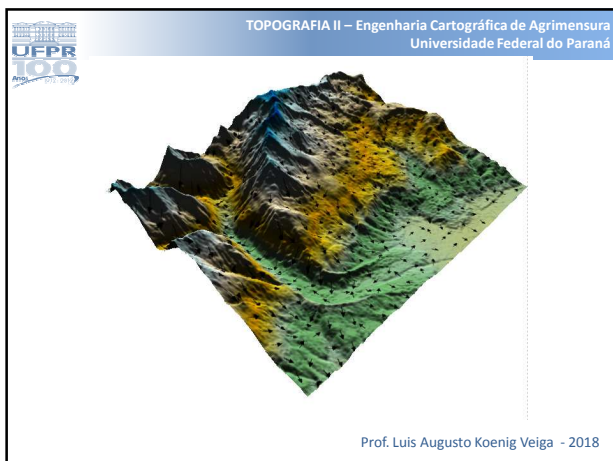 TOPOGRAFIA II – Engenharia Cartográfica de Agrimensura
Universidade Federal do Paraná
UFPR
100
Anos
Prof. Luis Augusto Koenig Veiga - 2018